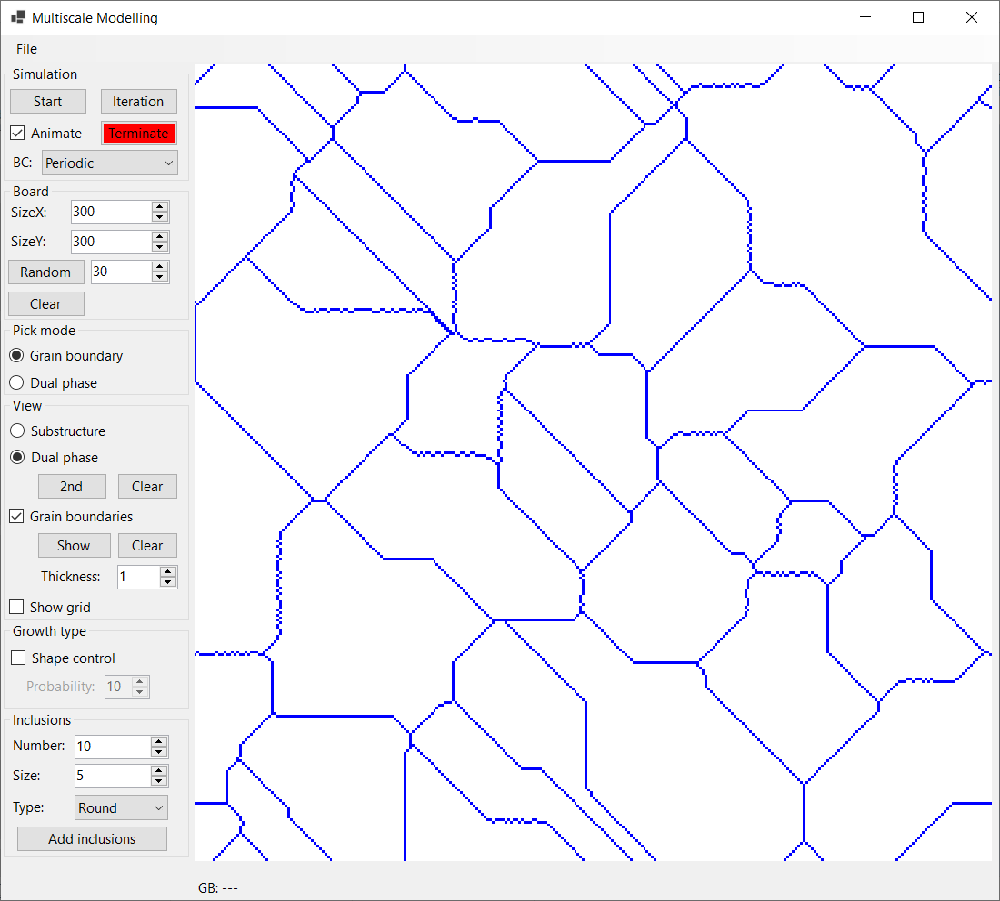 Multiscale Modelling
File
Simulation
Start Iteration
Animate Terminate
BC: Periodic
Board
SizeX: 300
SizeY: 300
Random 30
Clear
Pick mode
Grain boundary
Dual phase
View
Substructure
Dual phase
2nd Clear
Grain boundaries
Show Clear
Thickness: 1
Show grid
Growth type
Shape control
Probability: 10
Inclusions
Number: 10
Size: 5
Type: Round
Add inclusions
GB: ---